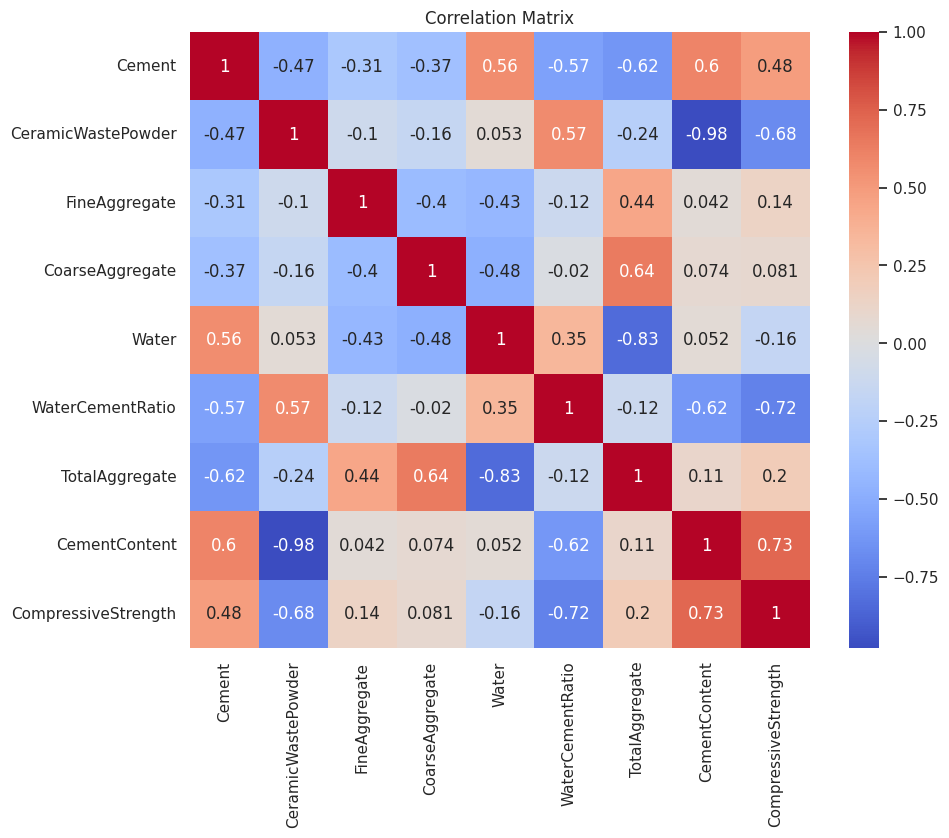 Correlation Matrix
Cement 1 -0.47 -0.31 -0.37 0.56 -0.57 -0.62 0.6 0.48
CeramicWastePowder -0.47 1 -0.1 -0.16 0.053 0.57 -0.24 -0.98 -0.68
FineAggregate -0.31 -0.1 1 -0.4 -0.43 -0.12 0.44 0.042 0.14
CoarseAggregate -0.37 -0.16 -0.4 1 -0.48 -0.02 0.64 0.074 0.081
Water 0.56 0.053 -0.43 -0.48 1 0.35 -0.83 0.052 -0.16
WaterCementRatio -0.57 0.57 -0.12 -0.02 0.35 1 -0.12 -0.62 -0.72
TotalAggregate -0.62 -0.24 0.44 0.64 -0.83 -0.12 1 0.11 0.2
CementContent 0.6 -0.98 0.042 0.074 0.052 -0.62 0.11 1 0.73
CompressiveStrength 0.48 -0.68 0.14 0.081 -0.16 -0.72 0.2 0.73 1
Cement
CeramicWastePowder
FineAggregate
CoarseAggregate
Water
WaterCementRatio
TotalAggregate
CementContent
CompressiveStrength
1.00
0.75
0.50
0.25
0.00
−0.25
−0.50
−0.75